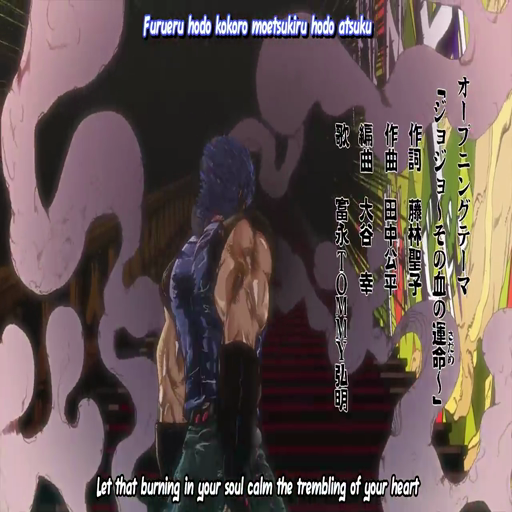 Furueru hodo kokoro moetsukiru hodo atsuku
オープニングテーマ
『ジョジョ～その血の運命～』
さだめ
作詞 藤林聖子
作曲 田中公平
編曲 大谷 幸
歌 富永TOMMY弘明
Let that burning in your soul calm the trembling of your heart